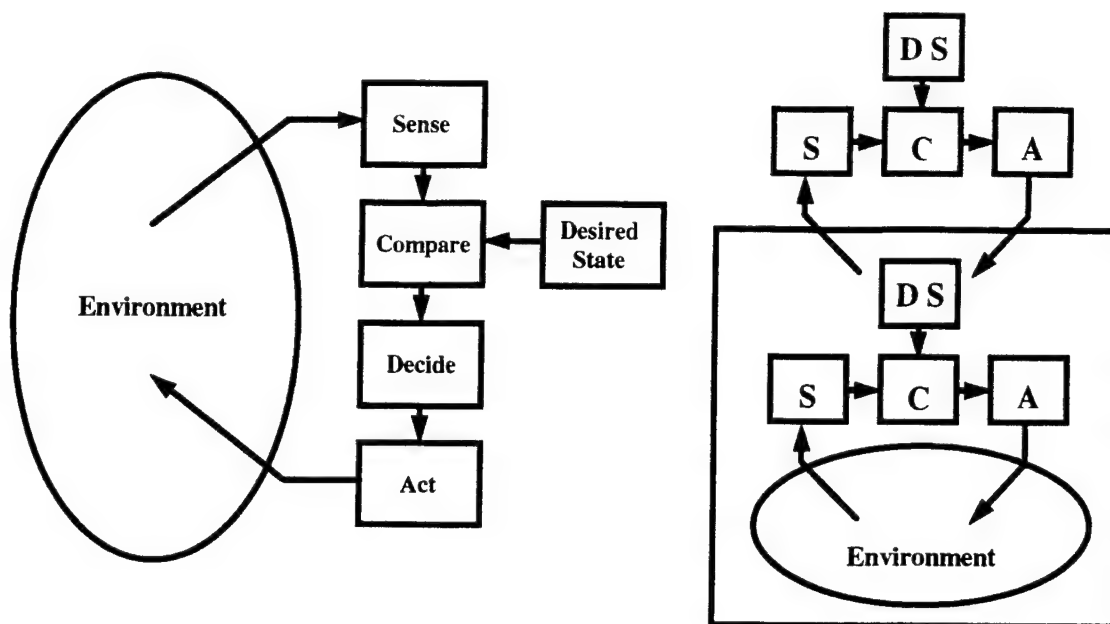 Sense
Compare
Desired
State
Environment
Decide
Act
D S
S
C
A
D S
S
C
A
Environment